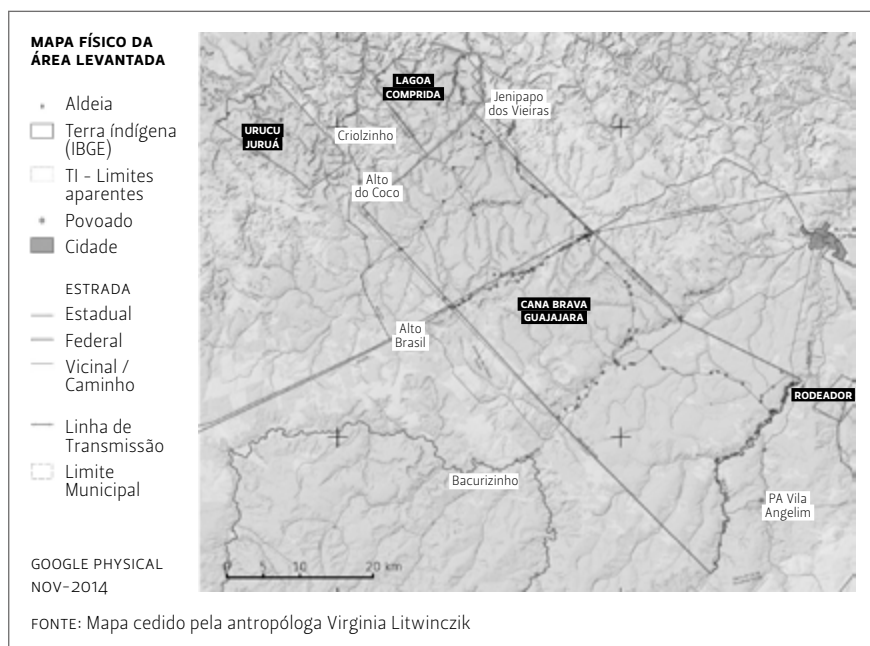 MAPA FÍSICO DA
ÁREA LEVANTADA
Aldeia
Terra índígena
(IBGE)
TI - Limites
aparentes
Povoado
Cidade
ESTRADA
Estadual
Federal
Vicinal /
Caminho
Linha de
Transmissão
Limite
Municipal
GOOGLE PHYSICAL
NOV-2014
LAGOA
COMPRIDA
Jenipapo
dos Vieiras
URUCU
JURUÁ
Criolzinho
Alto
do Coco
CANA BRAVA
GUAJAJARA
Alto
Brasil
RODEADOR
Bacurizinho
PA Vila
Angelim
0 5 10 20 km
FONTE: Mapa cedido pela antropóloga Virginia Litwinczik